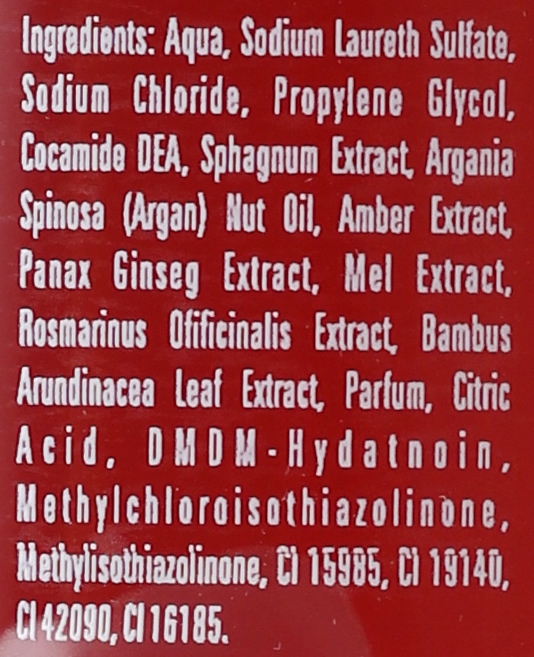 Ingredients: Aqua, Sodium Laureth Sulfate,
Sodium Chloride, Propylene Glycol,
Cocamide DEA, Sphagnum Extract, Argania
Spinosa (Argan) Nut Oil, Amber Extract,
Panax Ginseg Extract, Mel Extract,
Rosmarinus Ofificinalis Extract, Bambus
Arundinacea Leaf Extract, Parfum, Citric
Acid, DMDM-Hydatnoin,
Methylchloroisothiazolinone,
Methylisothiazolinone, CI 15985, CI 19140,
CI 42090, CI 16185.